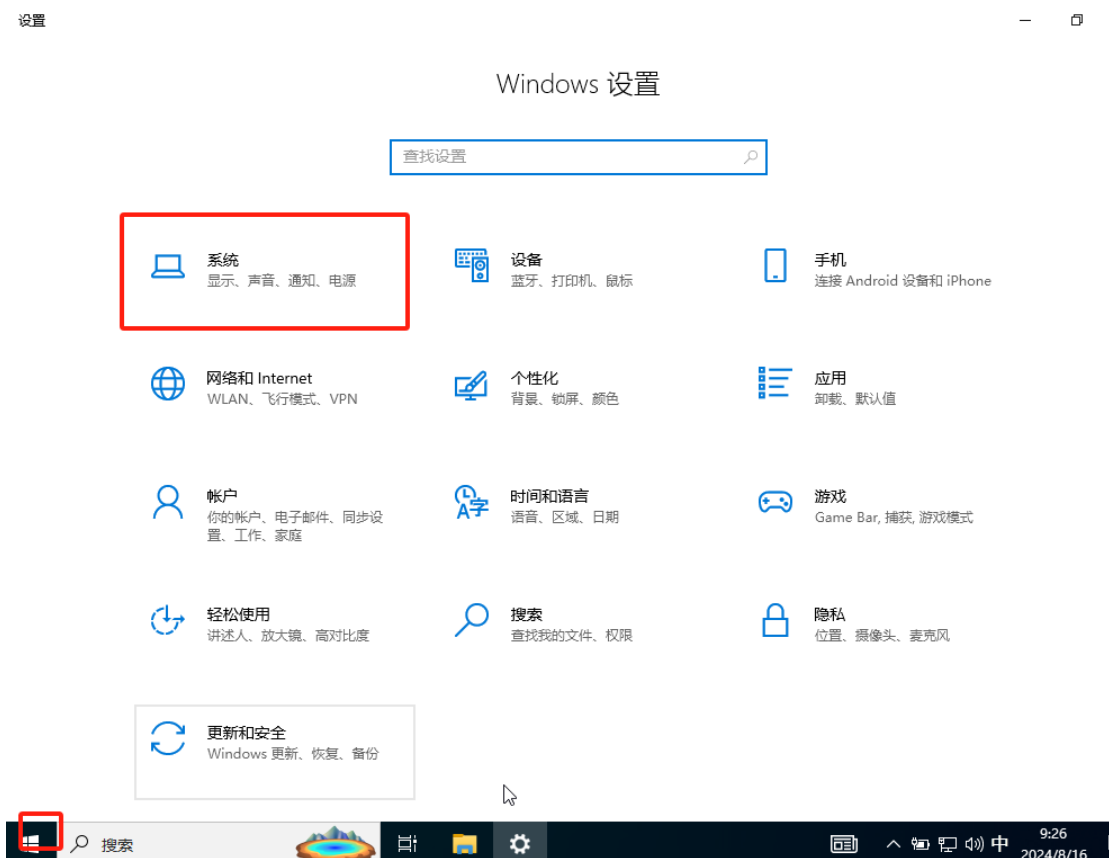 设置
Windows 设置
查找设置
系统
显示、声音、通知、电源
设备
蓝牙、打印机、鼠标
手机
连接 Android 设备和 iPhone
网络和 Internet
WLAN、飞行模式、VPN
个性化
背景、锁屏、颜色
应用
卸载、默认值
帐户
你的帐户、电子邮件、同步设
置、工作、家庭
时间和语言
语音、区域、日期
游戏
Game Bar, 捕获, 游戏模式
轻松使用
讲述人、放大镜、高对比度
搜索
查找我的文件、权限
隐私
位置、摄像头、麦克风
更新和安全
Windows 更新、恢复、备份
搜索
中
9:26
2024/8/16